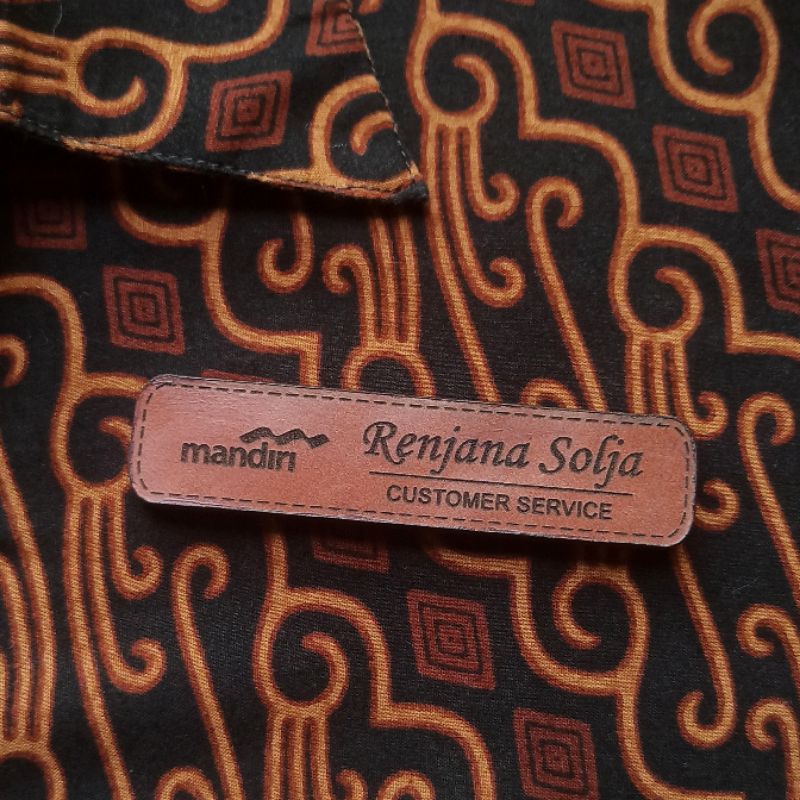 mandiri
Renjana Solja
CUSTOMER SERVICE